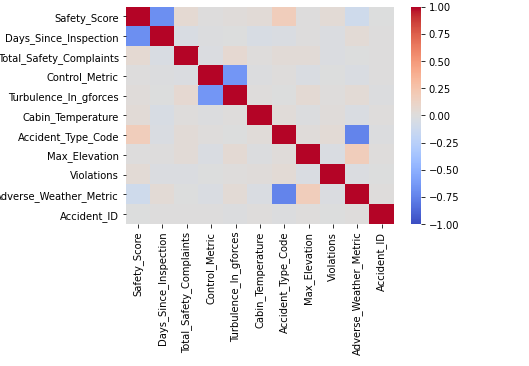 Safety_Score
Days_Since_Inspection
Total_Safety_Complaints
Control_Metric
Turbulence_In_gforces
Cabin_Temperature
Accident_Type_Code
Max_Elevation
Violations
Adverse_Weather_Metric
Accident_ID
1.00
0.75
0.50
0.25
0.00
−0.25
−0.50
−0.75
−1.00
Safety_Score
Days_Since_Inspection
Total_Safety_Complaints
Control_Metric
Turbulence_In_gforces
Cabin_Temperature
Accident_Type_Code
Max_Elevation
Violations
Adverse_Weather_Metric
Accident_ID